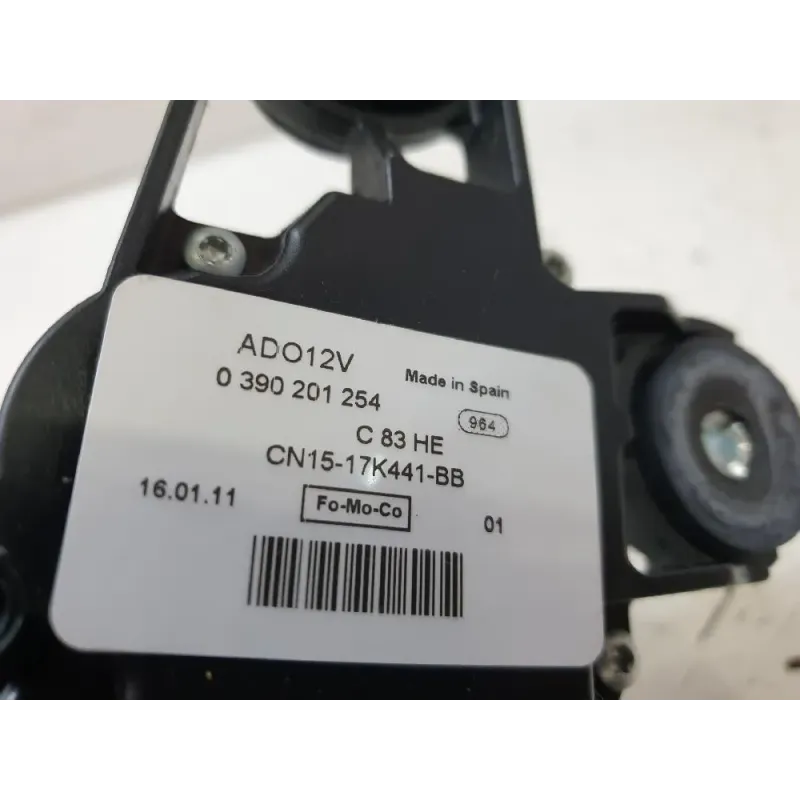 ADO12V
Made in Spain
0 390 201 254
964
C 83 HE
CN15-17K441-BB
16.01.11
Fo-Mo-Co
01